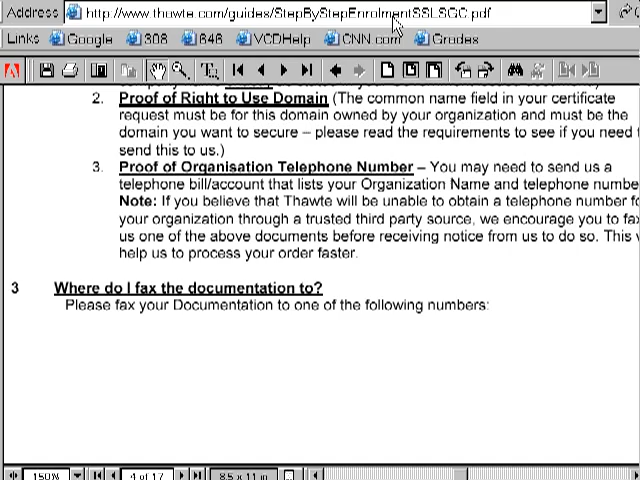 Address http://www.thawte.com/guides/StepByStepEnrolmentSSLSGC.pdf
Links Google 308 646 VCDHelp CNN.com Grades
2. Proof of Right to Use Domain (The common name field in your certificate
request must be for this domain owned by your organization and must be the
domain you want to secure – please read the requirements to see if you need
send this to us.)
3. Proof of Organisation Telephone Number – You may need to send us a
telephone bill/account that lists your Organization Name and telephone numbe
Note: If you believe that Thawte will be unable to obtain a telephone number fo
your organization through a trusted third party source, we encourage you to fax
us one of the above documents before receiving notice from us to do so. This
help us to process your order faster.
3 Where do I fax the documentation to?
Please fax your Documentation to one of the following numbers:
150% 4 of 17 8.5 x 11 in